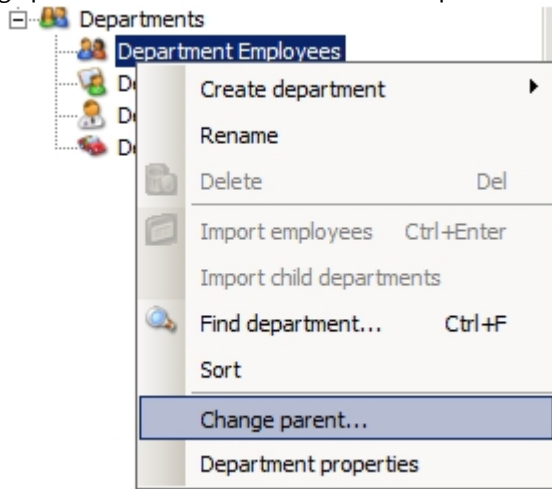 Departments
Department Employees
D
D
D
Create department
Rename
Delete Del
Import employees Ctrl+Enter
Import child departments
Find department... Ctrl+F
Sort
Change parent...
Department properties